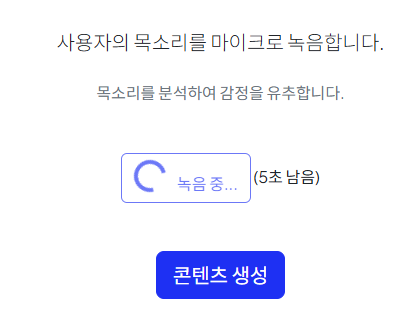 사용자의 목소리를 마이크로 녹음합니다.
목소리를 분석하여 감정을 유추합니다.
녹음 중... (5초 남음)
콘텐츠 생성